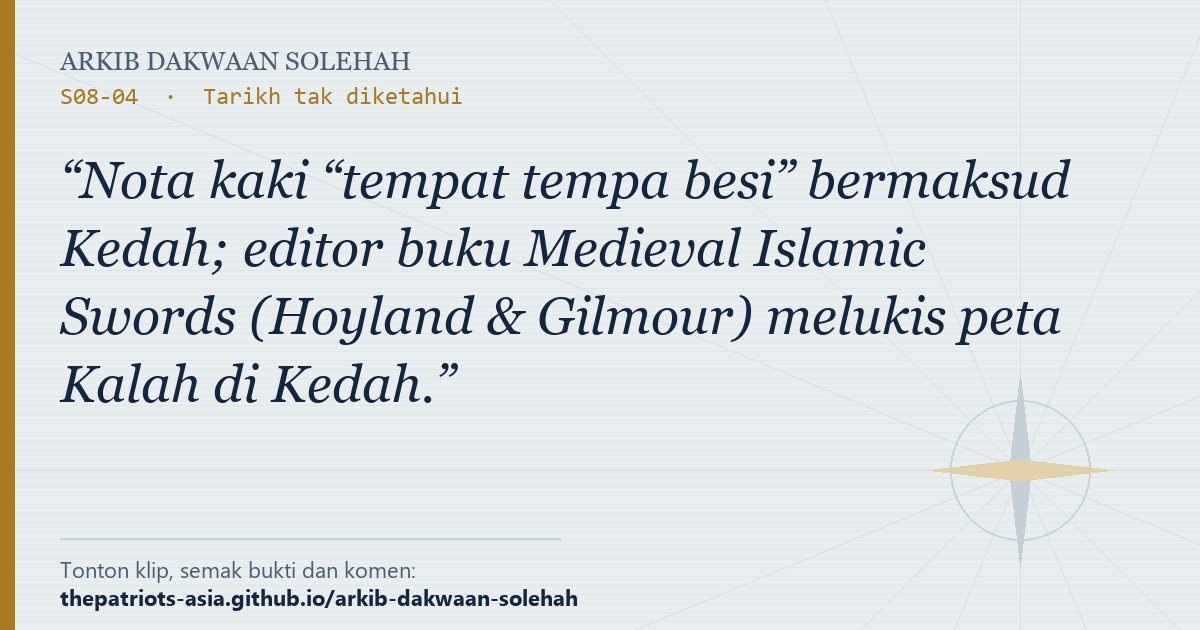 ARKIB DAKWAAN SOLEHAH
S08-04 · Tarikh tak diketahui
“Nota kaki “tempat tempa besi” bermaksud
Kedah; editor buku Medieval Islamic
Swords (Hoyland & Gilmour) melukis peta
Kalah di Kedah.”
Tonton klip, semak bukti dan komen:
thepatriots-asia.github.io/arkib-dakwaan-solehah